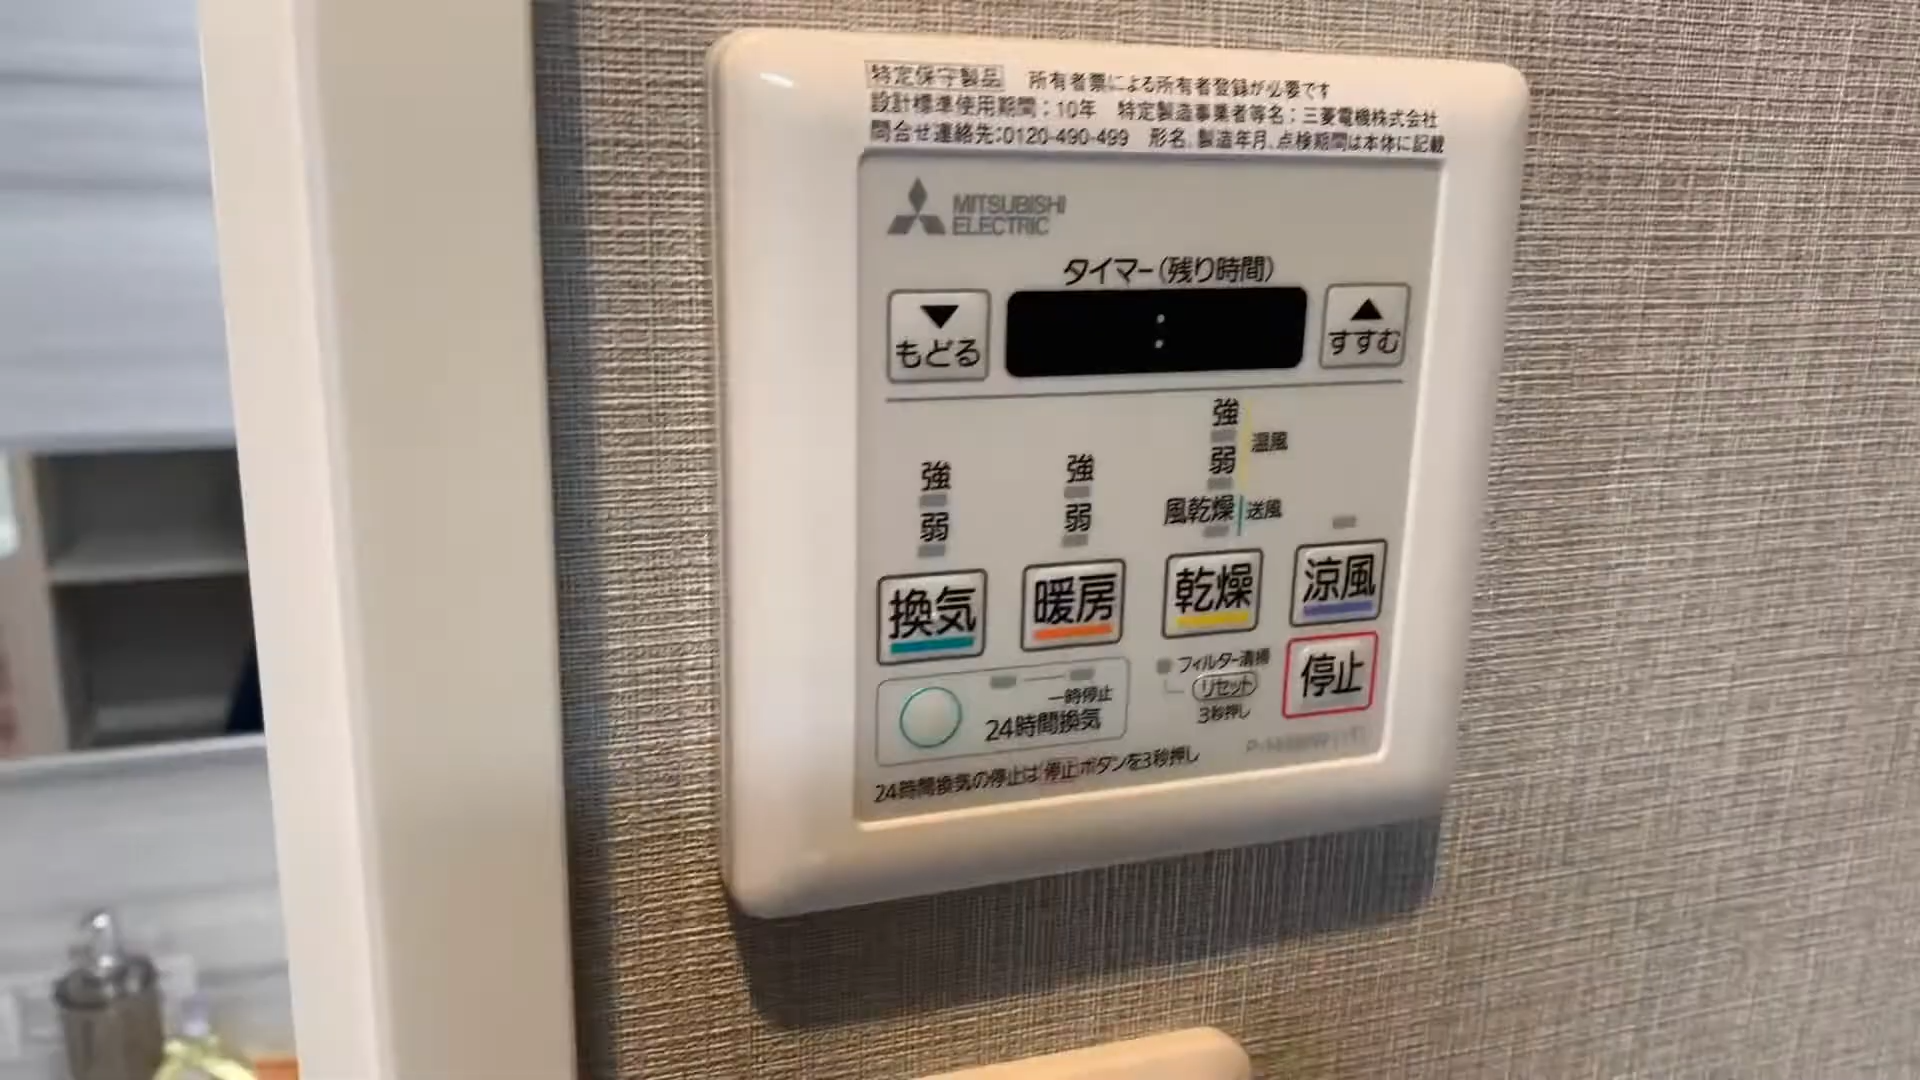 特定保守製品 所有者票による所有者登録が必要です
設計標準使用期間：10年 特定製造事業者等名：三菱電機株式会社
問合せ連絡先：0120-490-499 形名、製造年月、点検期間は本体に記載
MITSUBISHI
ELECTRIC
タイマー（残り時間）
▼
もどる
:
▲
すすむ
強
弱
強
弱
強
弱
温風
風乾燥
送風
換気
暖房
乾燥
涼風
一時停止
24時間換気
フィルター清掃
リセット
3秒押し
停止
24時間換気の停止は停止ボタンを3秒押し